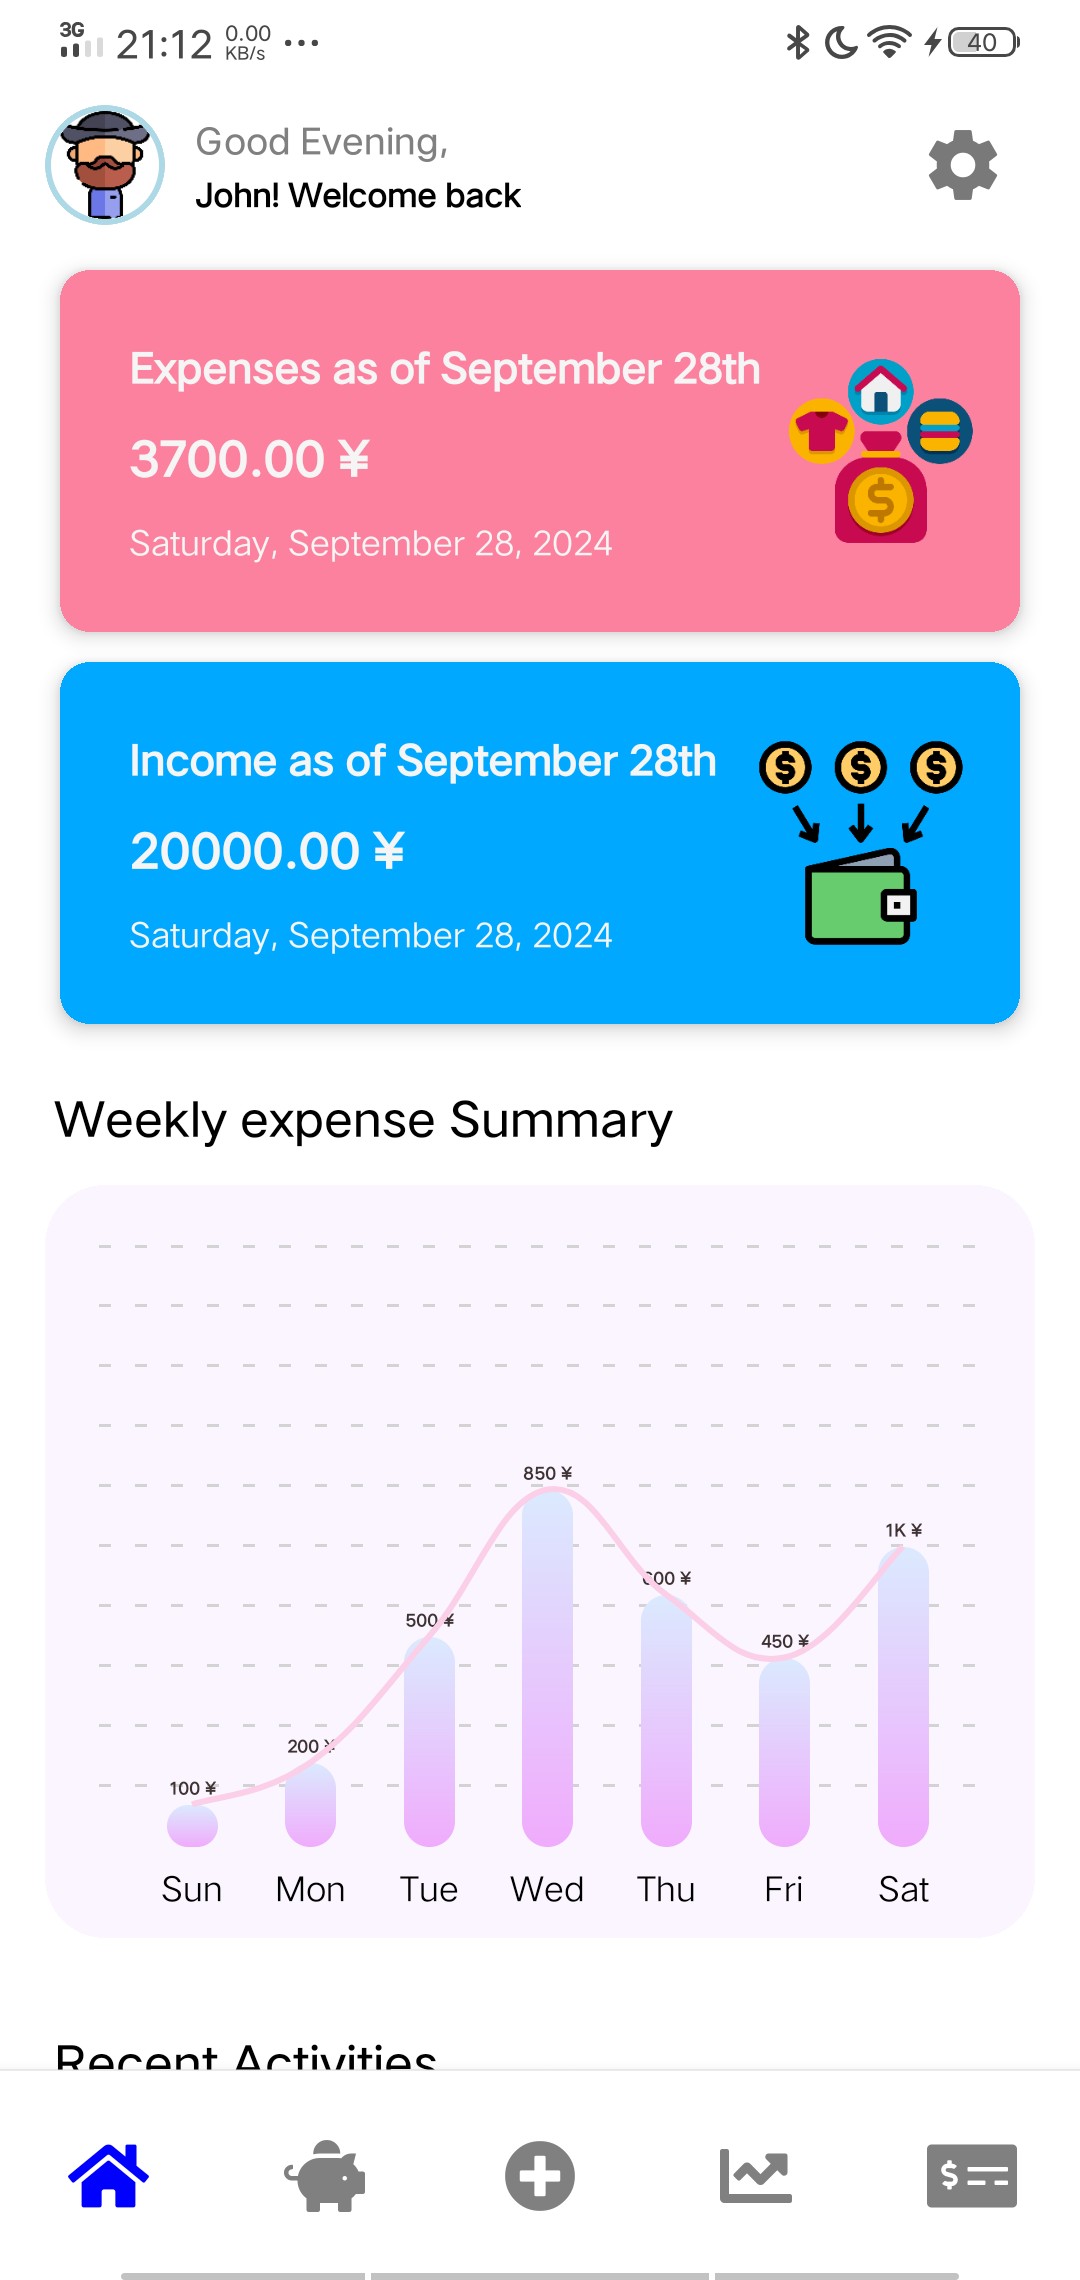 3G 21:12 0.00 KB/s ...
40
Good Evening,
John! Welcome back
Expenses as of September 28th
3700.00 ¥
Saturday, September 28, 2024
Income as of September 28th
20000.00 ¥
Saturday, September 28, 2024
Weekly expense Summary
850 ¥
1K ¥
600 ¥
500 ¥
450 ¥
200 ¥
100 ¥
Sun Mon Tue Wed Thu Fri Sat
Recent Activities